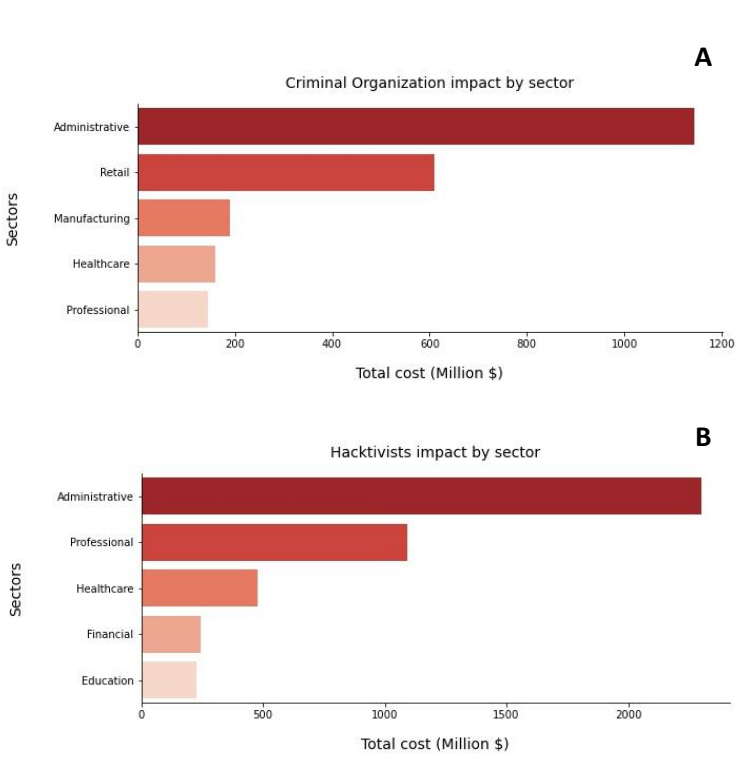 A
Criminal Organization impact by sector
Administrative
Retail
Manufacturing
Healthcare
Professional
Sectors
0 200 400 600 800 1000 1200
Total cost (Million $)
B
Hacktivists impact by sector
Administrative
Professional
Healthcare
Financial
Education
Sectors
0 500 1000 1500 2000
Total cost (Million $)